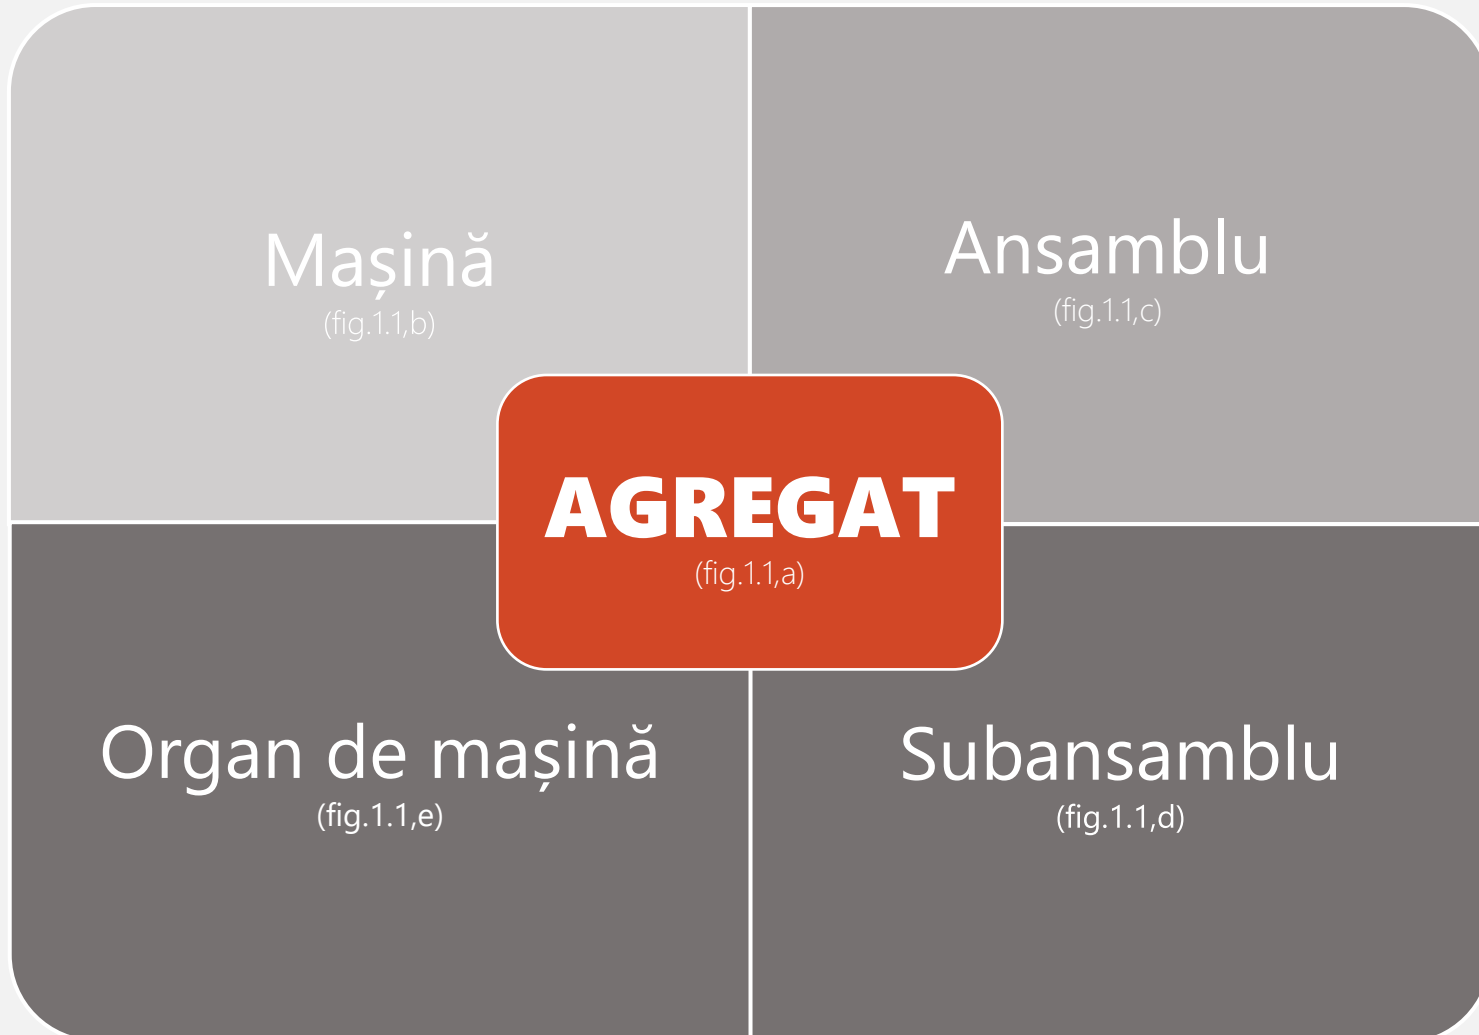 Mașină
(fig.1.1,b)
Ansamblu
(fig.1.1,c)
AGREGAT
(fig.1.1,a)
Organ de mașină
(fig.1.1,e)
Subansamblu
(fig.1.1,d)